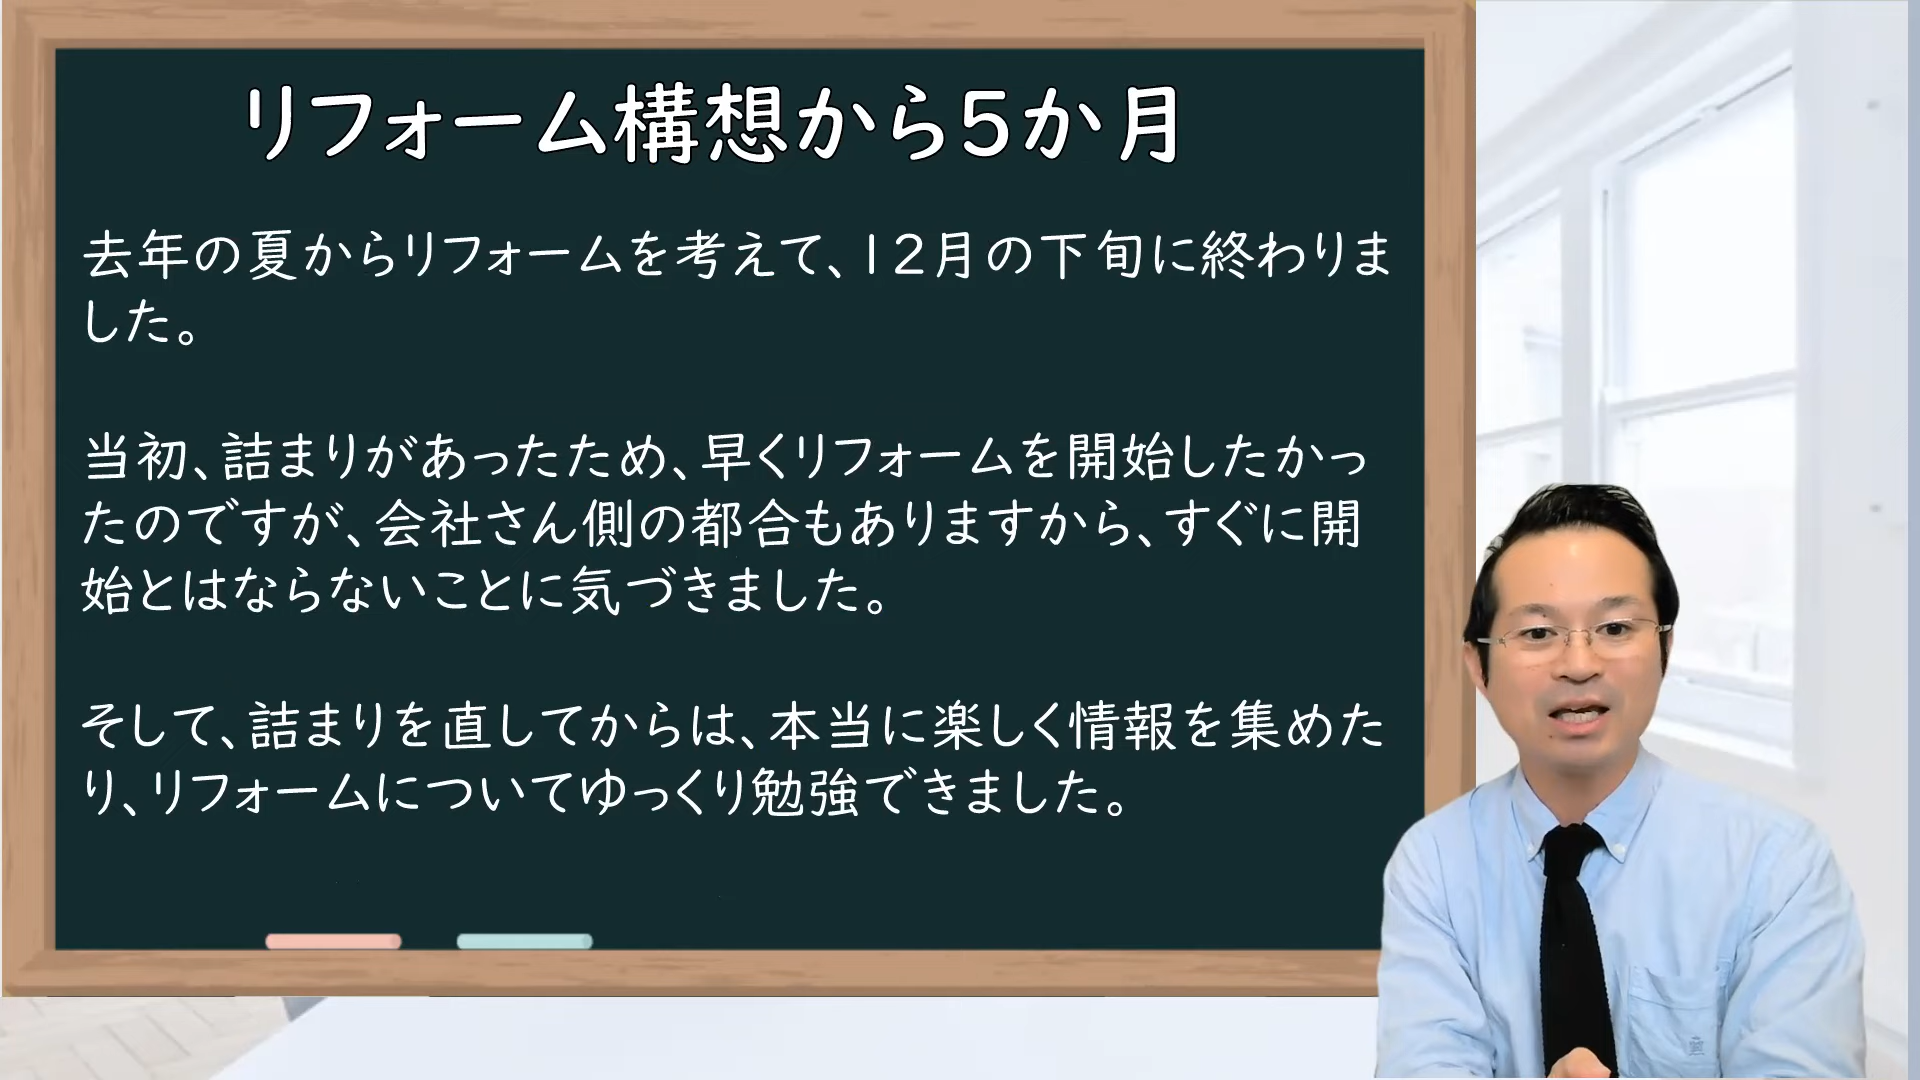 リフォーム構想から5か月
去年の夏からリフォームを考えて、12月の下旬に終わりま
した。
当初、詰まりがあったため、早くリフォームを開始したかっ
たのですが、会社さん側の都合もありますから、すぐに開
始とはならないことに気づきました。
そして、詰まりを直してからは、本当に楽しく情報を集めた
り、リフォームについてゆっくり勉強できました。